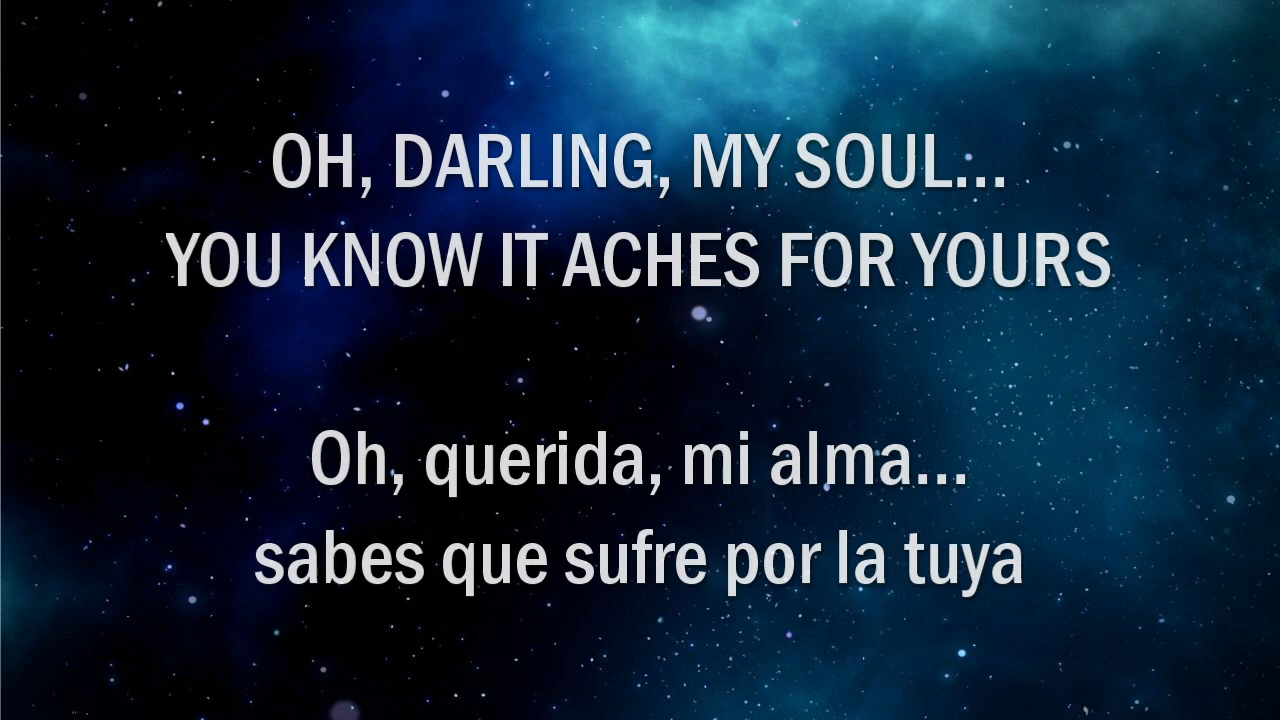 OH, DARLING, MY SOUL...
YOU KNOW IT ACHES FOR YOURS
Oh, querida, mi alma...
sabes que sufre por la tuya